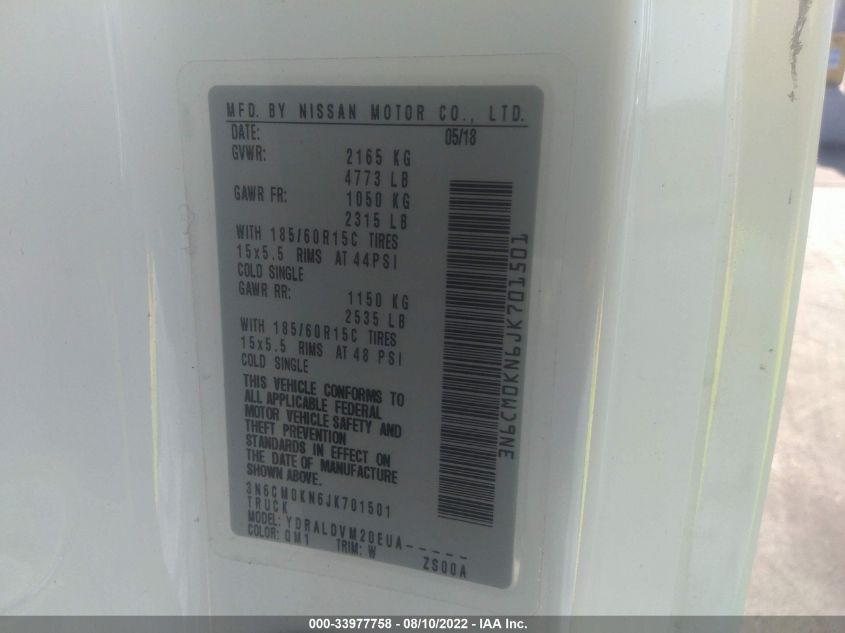 MFD. BY NISSAN MOTOR CO., LTD.
DATE: 05/18
GVWR: 2165 KG
4773 LB
GAWR FR: 1050 KG
2315 LB
WITH 185/60R15C TIRES
15x5.5 RIMS AT 44PSI
COLD SINGLE
GAWR RR: 1150 KG
2535 LB
WITH 185/60R15C TIRES
15x5.5 RIMS AT 48 PSI
COLD SINGLE
THIS VEHICLE CONFORMS TO
ALL APPLICABLE FEDERAL
MOTOR VEHICLE SAFETY AND
THEFT PREVENTION
STANDARDS IN EFFECT ON
THE DATE OF MANUFACTURE
SHOWN ABOVE.
3N6CM0KN6JK701501
TRUCK
MODEL: YDRALDVM20EUA-----
COLOR: QM1 TRIM: W ZS00A
3N6CM0KN6JK701501
000-33977758 - 08/10/2022 - IAA Inc.